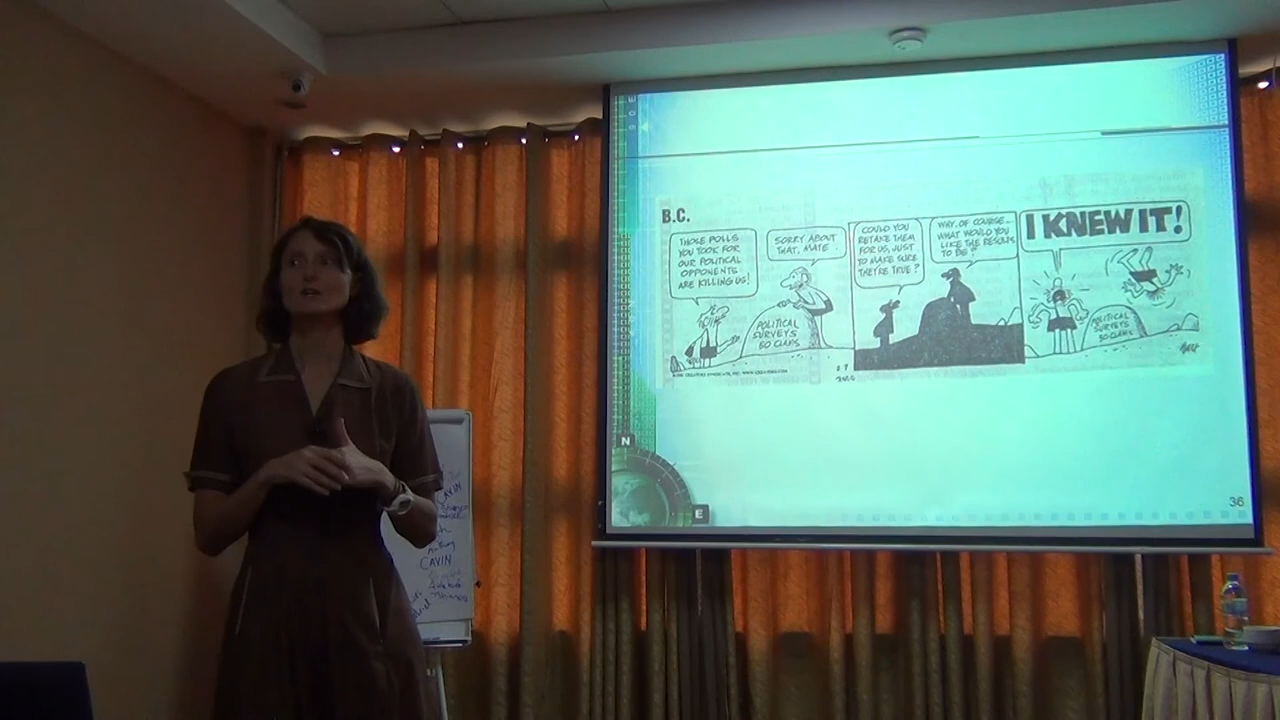 B.C.
THOSE POLLS
YOU TOOK FOR
OUR POLITICAL
OPPONENTS
ARE KILLING US!
SORRY ABOUT
THAT, MATE.
POLITICAL
SURVEYS
50 CLAMS
COULD YOU
RETAKE THEM
FOR US, JUST
TO MAKE SURE
THEY'RE TRUE?
WHY, OF COURSE...
WHAT WOULD YOU
LIKE THE RESULTS
TO BE?
I KNEW IT!
POLITICAL
SURVEYS
50 CLAMS
N
E
36
CAVIN
Anthony
CAVIN